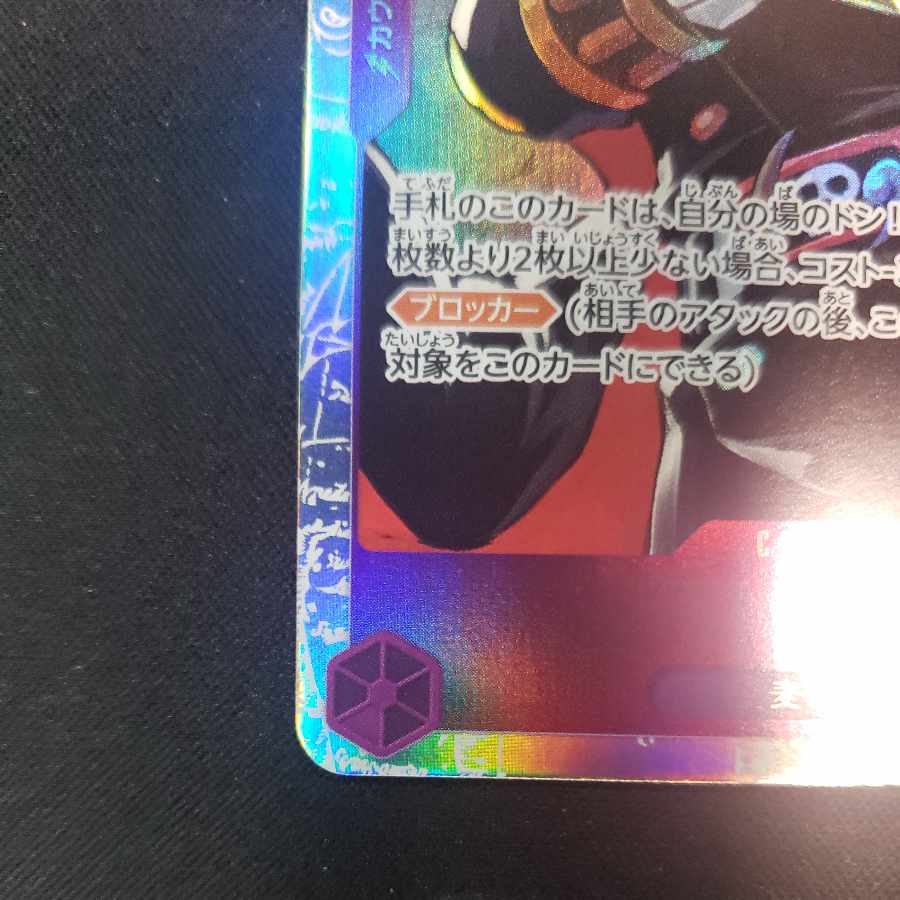 カウ
手札のこのカードは、自分の場のドン!
枚数より2枚以上少ない場合、コスト-
ブロッカー (相手のアタックの後、こ
対象をこのカードにできる)